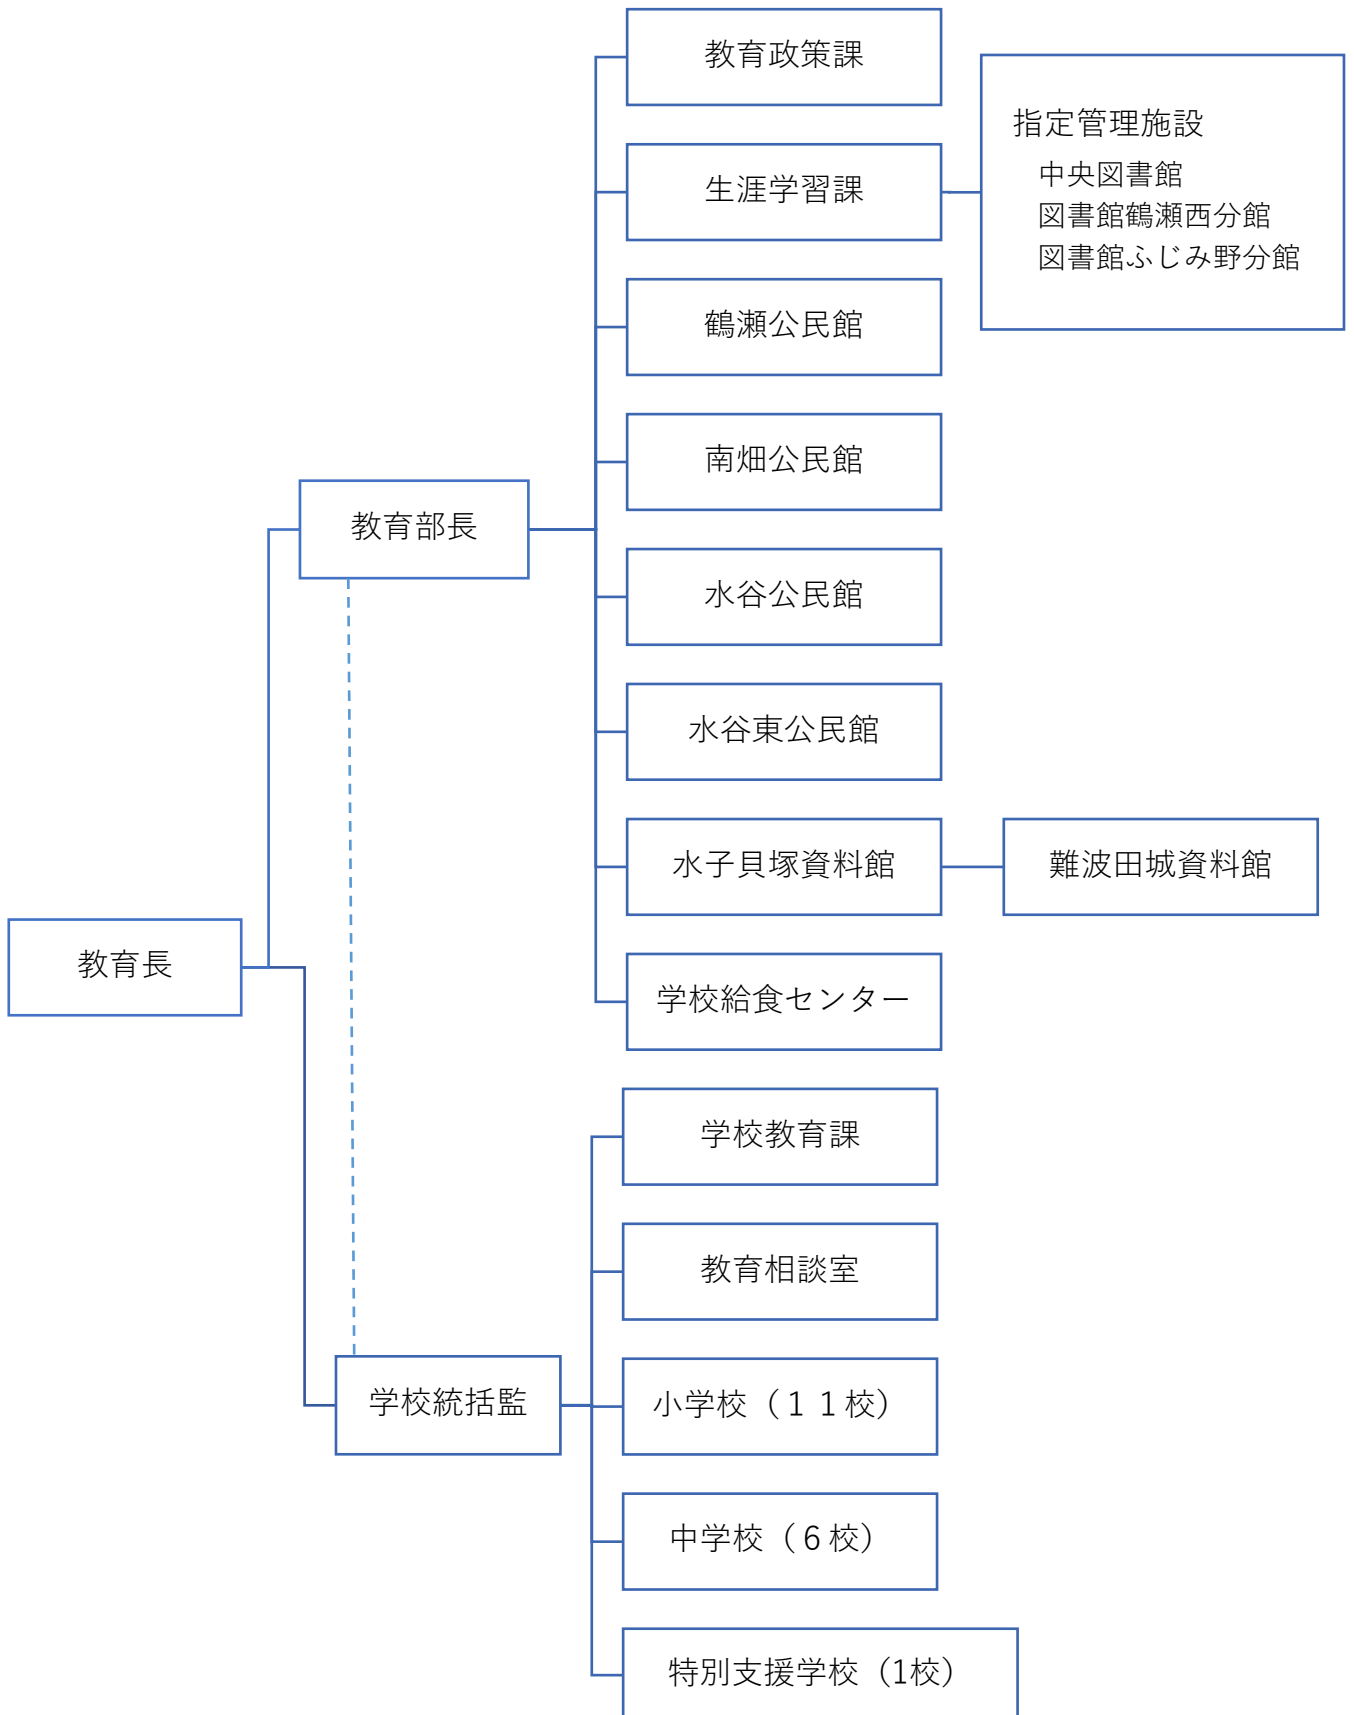 教育政策課
生涯学習課
指定管理施設
中央図書館
図書館鶴瀬西分館
図書館ふじみ野分館
鶴瀬公民館
南畑公民館
教育部長
水谷公民館
水谷東公民館
水子貝塚資料館
難波田城資料館
教育長
学校給食センター
学校教育課
教育相談室
学校統括監
小学校（１１校）
中学校（６校）
特別支援学校（1校）